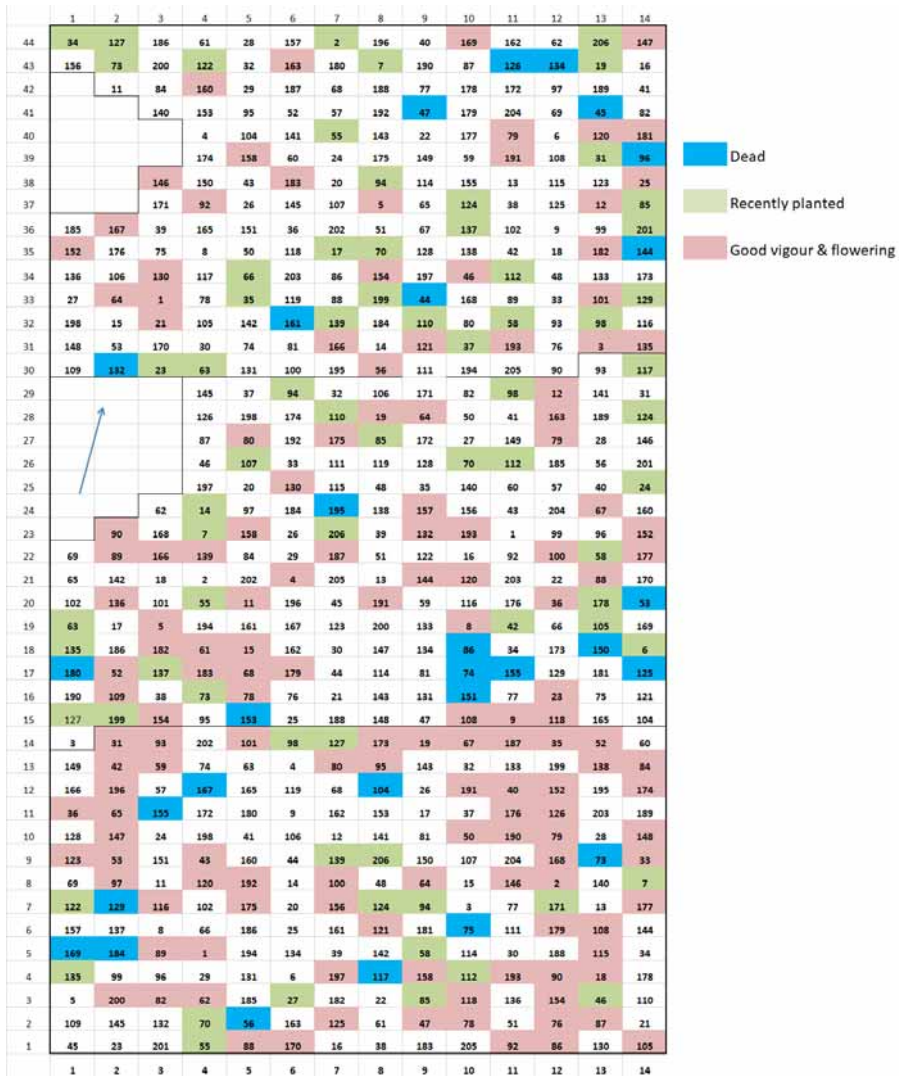 1 2 3 4 5 6 7 8 9 10 11 12 13 14
44 34 127 186 61 28 157 2 196 40 169 162 62 206 147
43 156 73 200 122 32 163 180 7 190 87 126 134 19 16
42 11 84 160 29 187 68 188 77 178 172 97 189 41
41 140 153 95 52 57 192 47 179 204 69 45 82
40 4 104 141 55 143 22 177 79 6 120 181
39 174 158 60 24 175 149 59 191 108 31 96
Dead
38 146 150 43 183 20 94 114 155 13 115 123 25
37 171 92 26 145 107 5 65 124 38 125 12 85
Recently planted
36 185 167 39 165 151 36 202 51 67 137 102 9 99 201
35 152 176 75 8 50 118 17 70 128 138 42 18 182 144
Good vigour & flowering
34 136 106 130 117 66 203 86 154 197 46 112 48 133 173
33 27 64 1 78 35 119 88 199 44 168 89 33 101 129
32 198 15 21 105 142 161 139 184 110 80 58 93 98 116
31 148 53 170 30 74 81 166 14 121 37 193 76 3 135
30 109 132 23 63 131 100 195 56 111 194 205 90 93 117
29 145 37 94 32 106 171 82 98 12 141 31
28 126 198 174 110 19 64 50 41 163 189 124
27 87 80 192 175 85 172 27 149 79 28 146
26 46 107 33 111 119 128 70 112 185 56 201
25 197 20 130 115 48 35 140 60 57 40 24
24 62 14 97 184 195 138 157 156 43 204 67 160
23 90 168 7 158 26 206 39 132 193 1 99 96 152
22 69 89 166 139 84 29 187 51 122 16 92 100 58 177
21 65 142 18 2 202 4 205 13 144 120 203 22 88 170
20 102 136 101 55 11 196 45 191 59 116 176 36 178 53
19 63 17 5 194 161 167 123 200 133 8 42 66 105 169
18 135 186 182 61 15 162 30 147 134 86 34 173 150 6
17 180 52 137 183 68 179 44 114 81 74 155 129 181 125
16 190 109 38 73 78 76 21 143 131 151 77 23 75 121
15 127 199 154 95 153 25 188 148 47 108 9 118 165 104
14 3 31 93 202 101 98 127 173 19 67 187 35 52 60
13 149 42 59 74 63 4 80 95 143 32 133 199 138 84
12 166 196 57 167 165 119 68 104 26 191 40 152 195 174
11 36 65 155 172 180 9 162 153 17 37 176 126 203 189
10 128 147 24 198 41 106 12 141 81 50 190 79 28 148
9 123 53 151 43 160 44 139 206 150 107 204 168 73 33
8 69 97 11 120 192 14 100 48 64 15 146 2 140 7
7 122 129 116 102 175 20 156 124 94 3 77 171 13 177
6 157 137 8 66 186 25 161 121 181 75 111 179 108 144
5 169 184 89 1 194 134 39 142 58 114 30 188 115 34
4 135 99 96 29 131 6 197 117 158 112 193 90 18 178
3 5 200 82 62 185 27 182 22 85 118 136 154 46 110
2 109 145 132 70 56 163 125 61 47 78 51 76 87 21
1 45 23 201 55 88 170 16 38 183 205 92 86 130 105
1 2 3 4 5 6 7 8 9 10 11 12 13 14